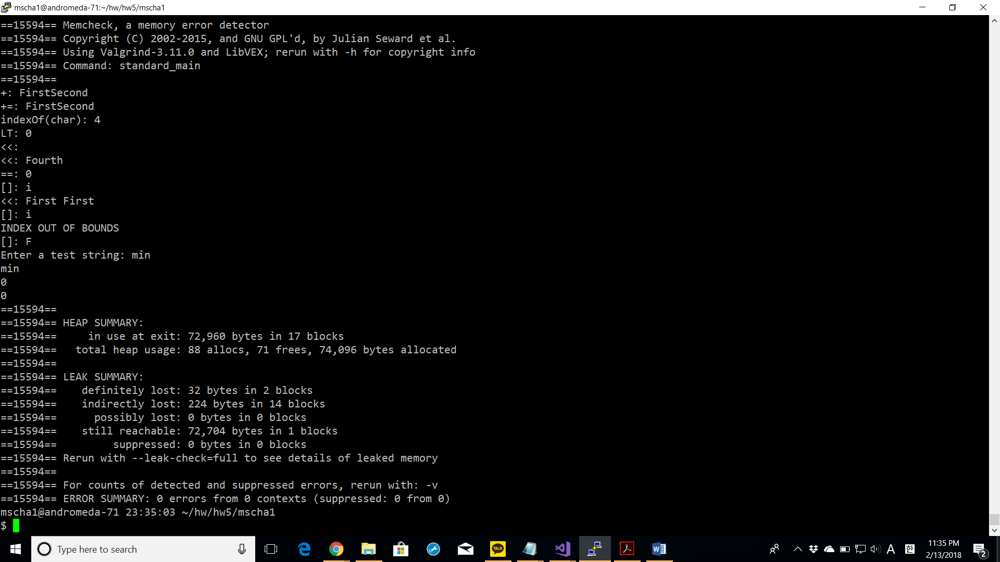 mscha1@andromeda-71:~/hw/hw5/mscha1
==15594== Memcheck, a memory error detector
==15594== Copyright (C) 2002-2015, and GNU GPL'd, by Julian Seward et al.
==15594== Using Valgrind-3.11.0 and LibVEX; rerun with -h for copyright info
==15594== Command: standard_main
==15594==
+: FirstSecond
+=: FirstSecond
indexOf(char): 4
LT: 0
<<:
<<: Fourth
==: 0
[]: i
<<: First First
[]: i
INDEX OUT OF BOUNDS
[]: F
Enter a test string: min
min
0
0
==15594==
==15594== HEAP SUMMARY:
==15594==     in use at exit: 72,960 bytes in 17 blocks
==15594==   total heap usage: 88 allocs, 71 frees, 74,096 bytes allocated
==15594==
==15594== LEAK SUMMARY:
==15594==    definitely lost: 32 bytes in 2 blocks
==15594==    indirectly lost: 224 bytes in 14 blocks
==15594==      possibly lost: 0 bytes in 0 blocks
==15594==    still reachable: 72,704 bytes in 1 blocks
==15594==         suppressed: 0 bytes in 0 blocks
==15594== Rerun with --leak-check=full to see details of leaked memory
==15594==
==15594== For counts of detected and suppressed errors, rerun with: -v
==15594== ERROR SUMMARY: 0 errors from 0 contexts (suppressed: 0 from 0)
mscha1@andromeda-71 23:35:03 ~/hw/hw5/mscha1
$
Type here to search
TALK
A
한
11:35 PM
2/13/2018
2